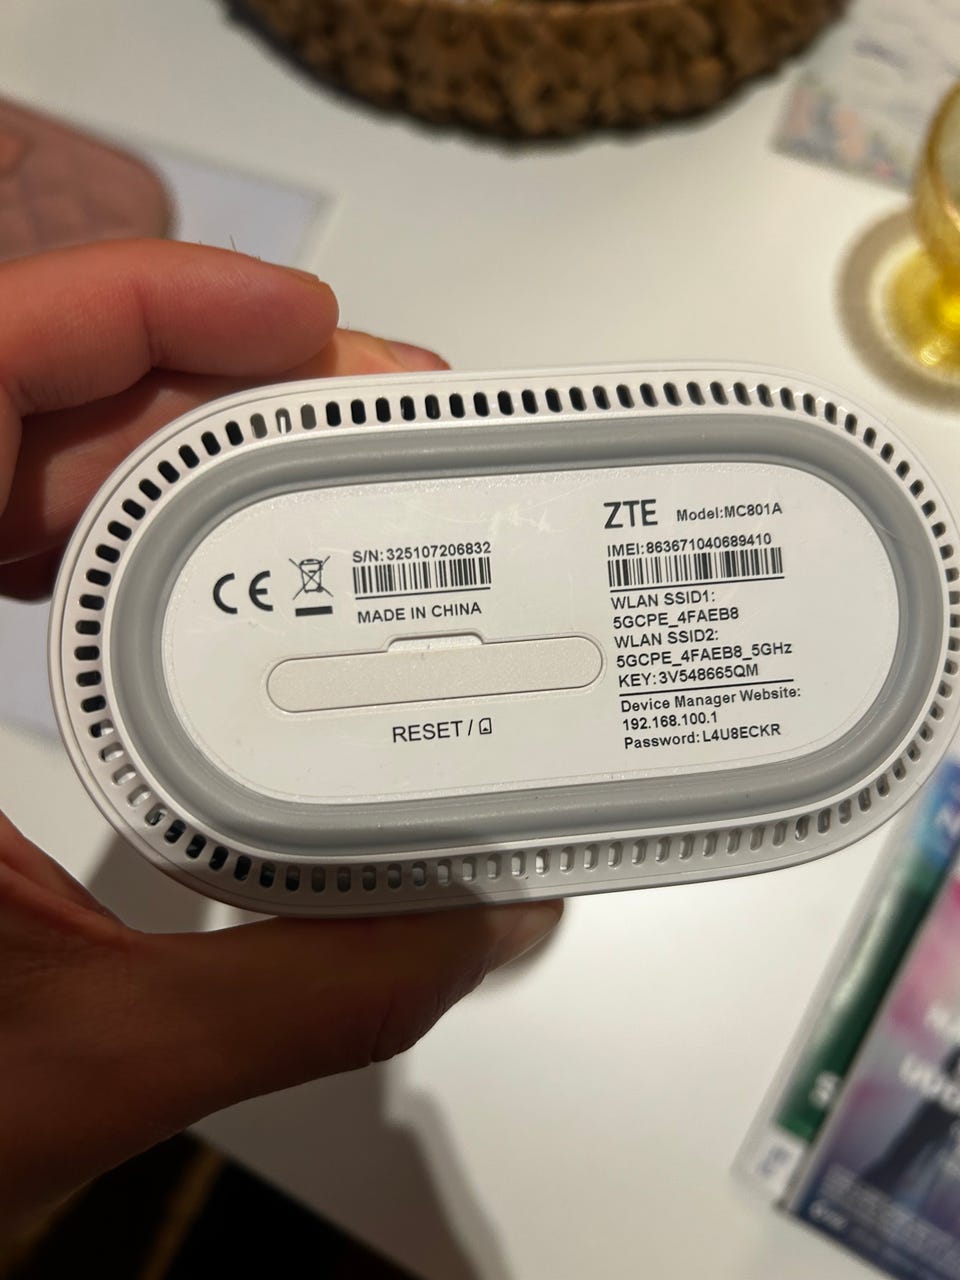 ZTE Model:MC801A
IMEI:863671040689410
WLAN SSID1:
5GCPE_4FAEB8
WLAN SSID2:
5GCPE_4FAEB8_5GHz
KEY:3V548665QM
Device Manager Website:
192.168.100.1
Password:L4U8ECKR
CE
S/N:325107206832
MADE IN CHINA
RESET /